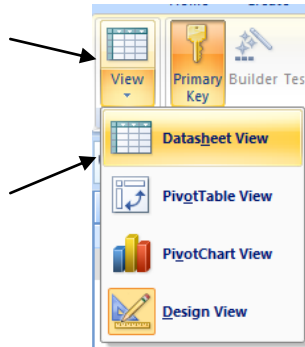 View
Primary Key
Builder Tes
Datasheet View
PivotTable View
PivotChart View
Design View